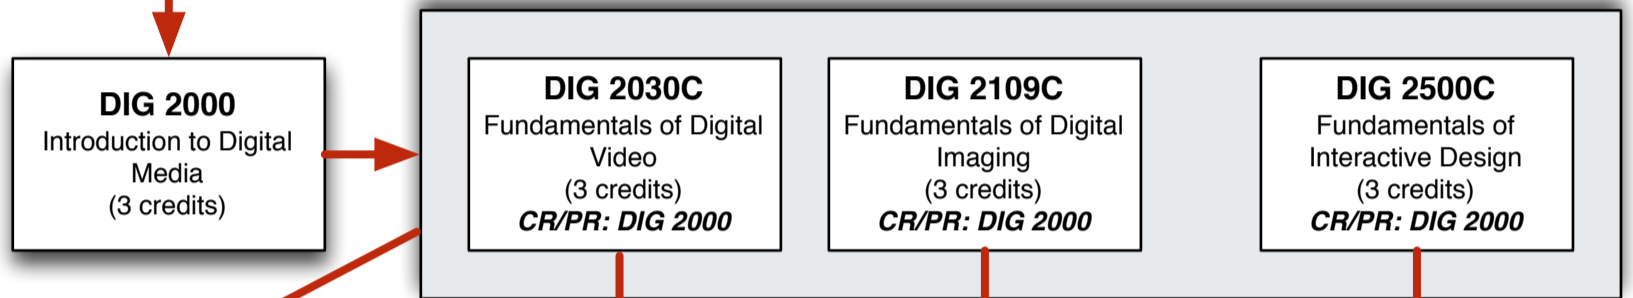 DIG 2000
Introduction to Digital
Media
(3 credits)
DIG 2030C
Fundamentals of Digital
Video
(3 credits)
CR/PR: DIG 2000
DIG 2109C
Fundamentals of Digital
Imaging
(3 credits)
CR/PR: DIG 2000
DIG 2500C
Fundamentals of
Interactive Design
(3 credits)
CR/PR: DIG 2000